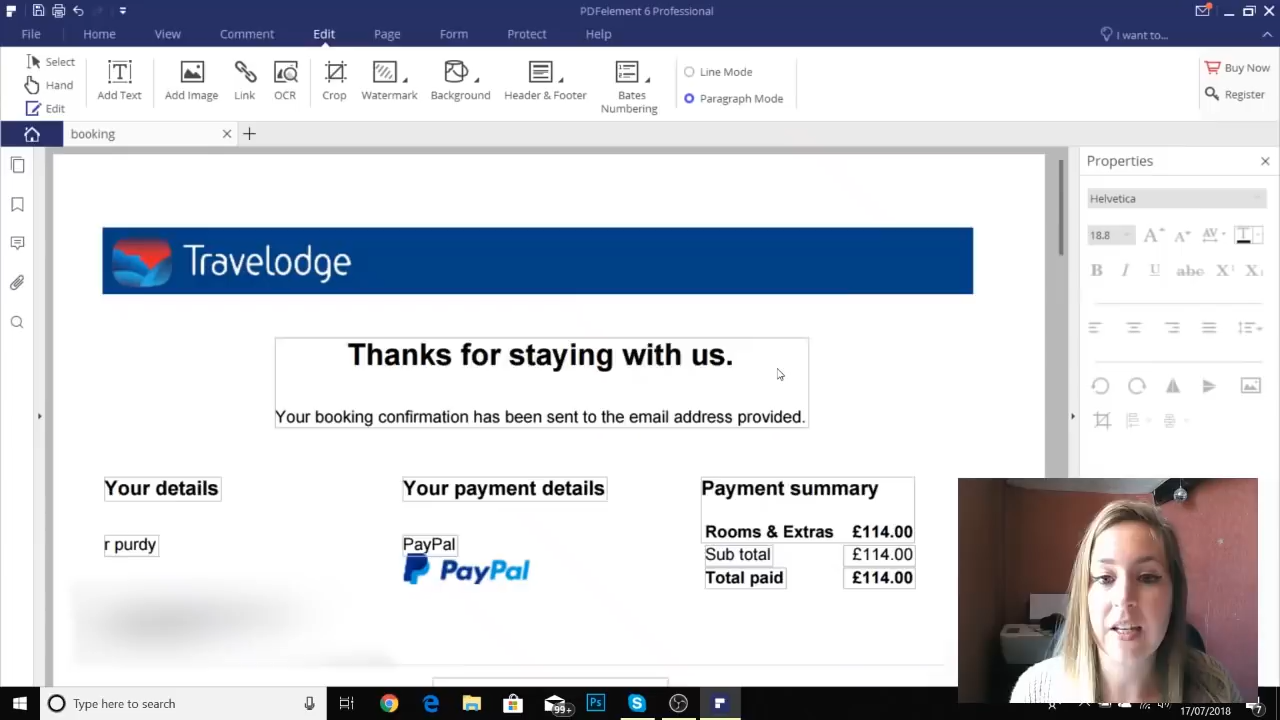 PDFelement 6 Professional
File Home View Comment Edit Page Form Protect Help I want to...
Select
Hand
Edit
Add Text Add Image Link OCR Crop Watermark Background Header & Footer Bates Numbering
Line Mode
Paragraph Mode
Buy Now
Register
booking
Properties
Helvetica
18.8
Travelodge
Thanks for staying with us.
Your booking confirmation has been sent to the email address provided.
Your details Your payment details Payment summary
Rooms & Extras £114.00
r purdy PayPal
Sub total £114.00
PayPal
Total paid £114.00
Type here to search
99+
17/07/2018